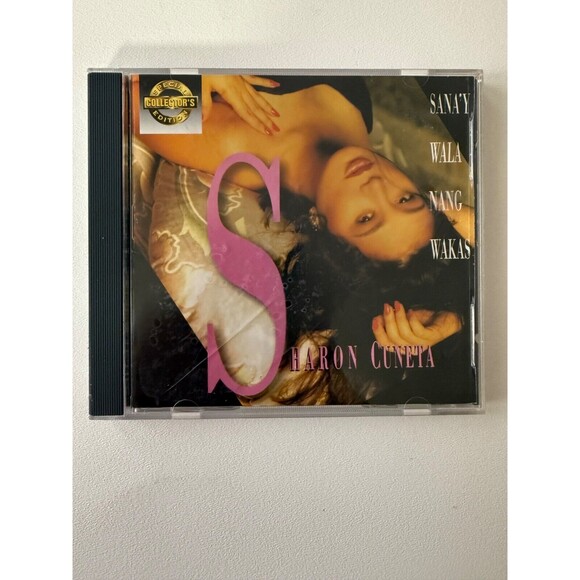 SPECIAL
COLLECTOR'S
EDITION
SANA'Y
WALA
NANG
WAKAS
SHARON CUNETA